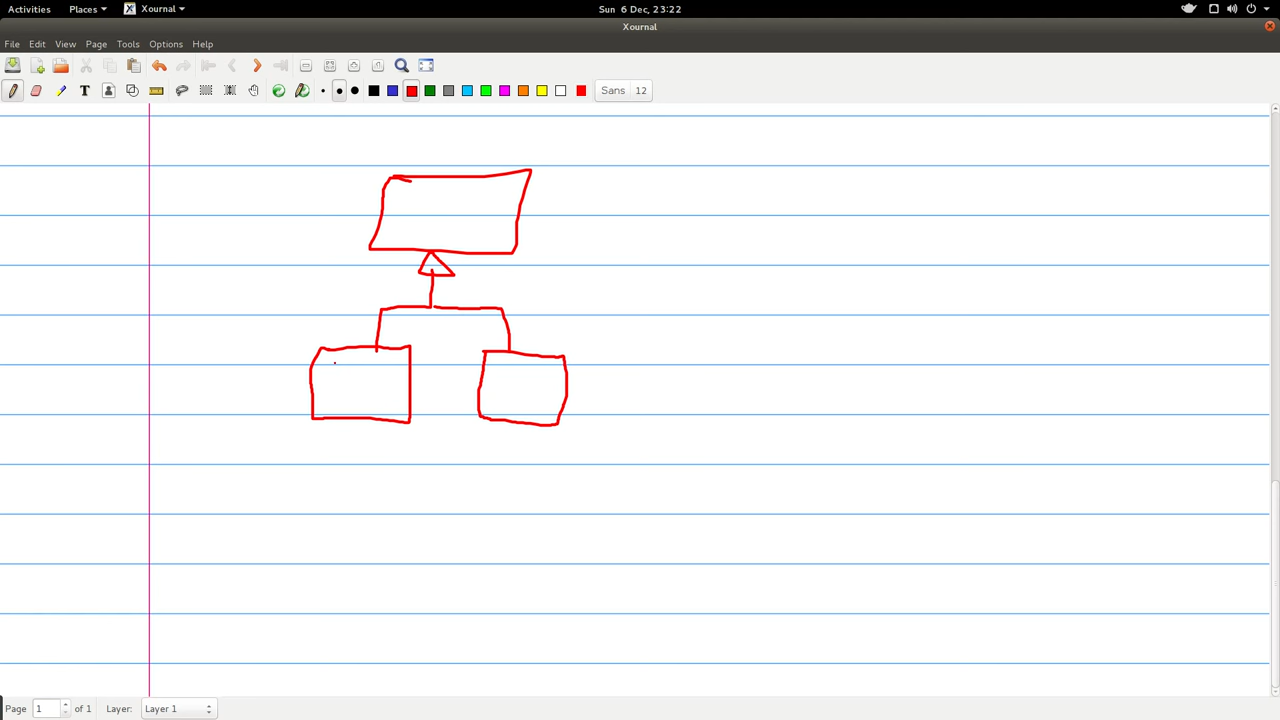 Activities Places Xournal Sun 6 Dec, 23:22
Xournal
File Edit View Page Tools Options Help
T Sans 12
Page 1 of 1 Layer: Layer 1